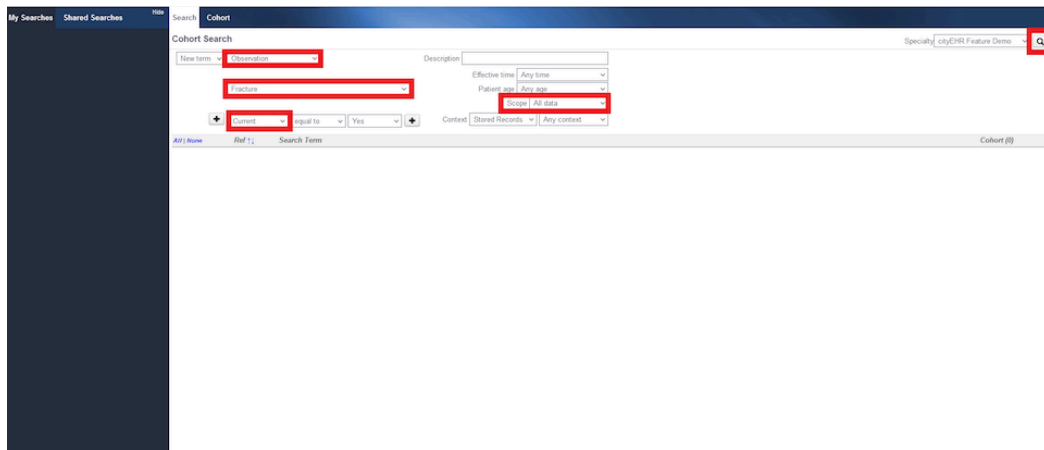 My Searches Shared Searches Hide Search Cohort
Cohort Search
Specialty cityEHR Feature Demo
New term Observation Description
Effective time Any time
Fracture Patient age Any age
Scope All data
Current equal to Yes Context Stored Records Any context
All | None Ref ↑↓ Search Term Cohort (0)